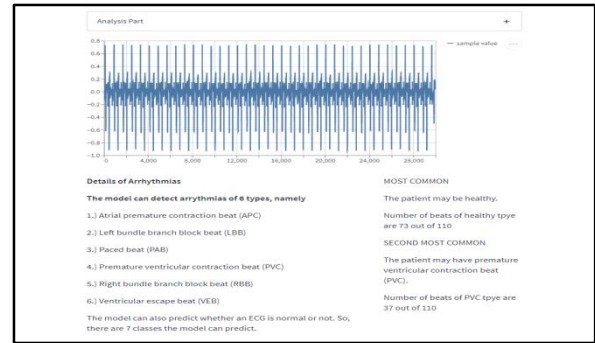 Analysis Part +
0.8
0.6
0.4
0.2
0.0
−0.2
−0.4
−0.6
−0.8
−1.0
0 4,000 8,000 12,000 16,000 20,000 24,000 28,000
sample value
Details of Arrhythmias
The model can detect arrythmias of 6 types, namely
1.) Atrial premature contraction beat (APC)
2.) Left bundle branch block beat (LBB)
3.) Paced beat (PAB)
4.) Premature ventricular contraction beat (PVC)
5.) Right bundle branch block beat (RBB)
6.) Ventricular escape beat (VEB)
The model can also predict whether an ECG is normal or not. So,
there are 7 classes the model can predict.
MOST COMMON
The patient may be healthy.
Number of beats of healthy tpye
are 73 out of 110
SECOND MOST COMMON
The patient may have premature
ventricular contraction beat
(PVC).
Number of beats of PVC tpye are
37 out of 110